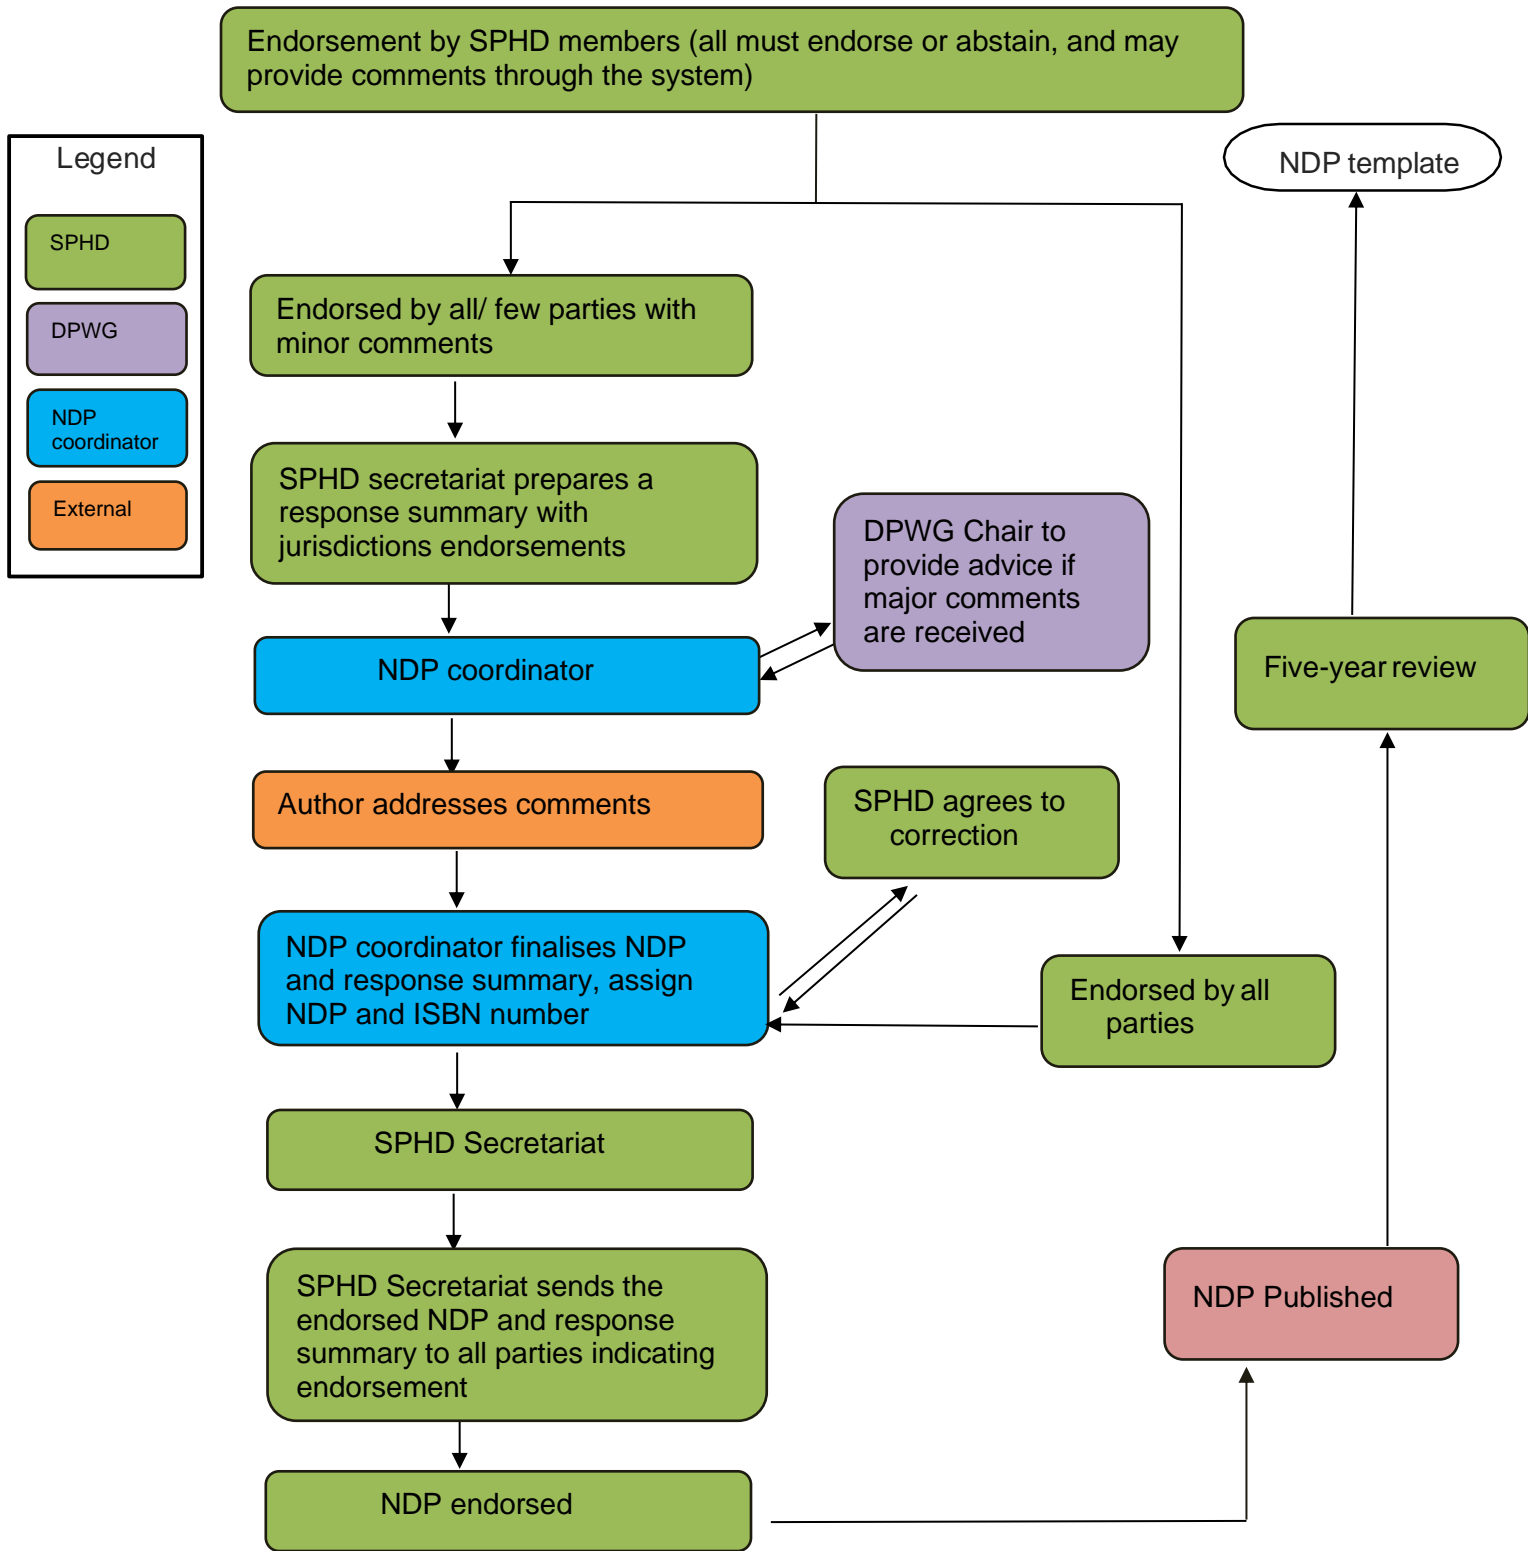 Endorsement by SPHD members (all must endorse or abstain, and may
provide comments through the system)
Legend
SPHD
DPWG
NDP
coordinator
External
NDP template
Endorsed by all/ few parties with
minor comments
SPHD secretariat prepares a
response summary with
jurisdictions endorsements
DPWG Chair to
provide advice if
major comments
are received
NDP coordinator
Five-year review
Author addresses comments
SPHD agrees to
correction
NDP coordinator finalises NDP
and response summary, assign
NDP and ISBN number
Endorsed by all
parties
SPHD Secretariat
SPHD Secretariat sends the
endorsed NDP and response
summary to all parties indicating
endorsement
NDP Published
NDP endorsed